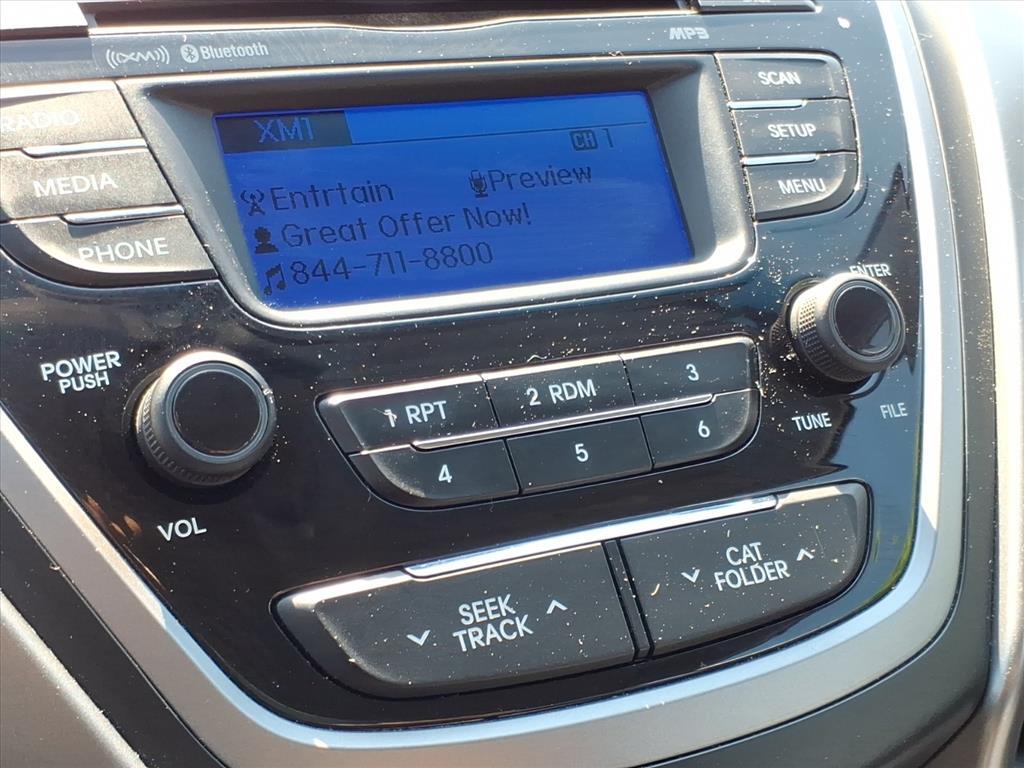 ((XM)) Bluetooth
MP3
RADIO
MEDIA
PHONE
XM1
CH 1
Entrtain Preview
Great Offer Now!
844-711-8800
SCAN
SETUP
MENU
ENTER
POWER
PUSH
VOL
1 RPT
2 RDM
3
4
5
6
TUNE
FILE
SEEK
TRACK
CAT
FOLDER